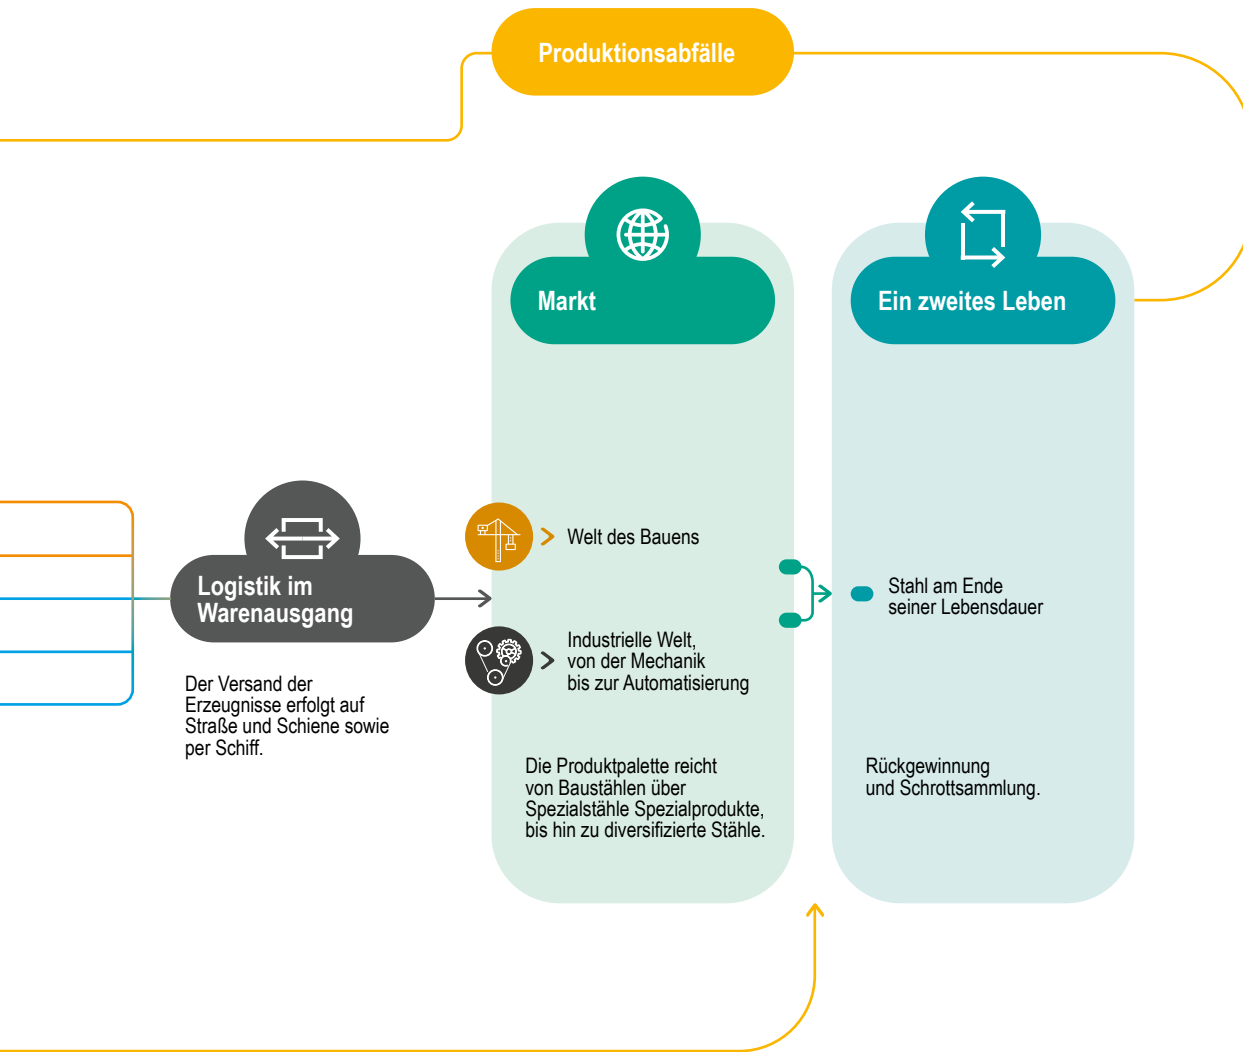 Produktionsabfälle
Markt
Ein zweites Leben
Logistik im
Warenausgang
Der Versand der
Erzeugnisse erfolgt auf
Straße und Schiene sowie
per Schiff.
Welt des Bauens
Industrielle Welt,
von der Mechanik
bis zur Automatisierung
Die Produktpalette reicht
von Baustählen über
Spezialstähle Spezialprodukte,
bis hin zu diversifizierte Stähle.
Stahl am Ende
seiner Lebensdauer
Rückgewinnung
und Schrottsammlung.